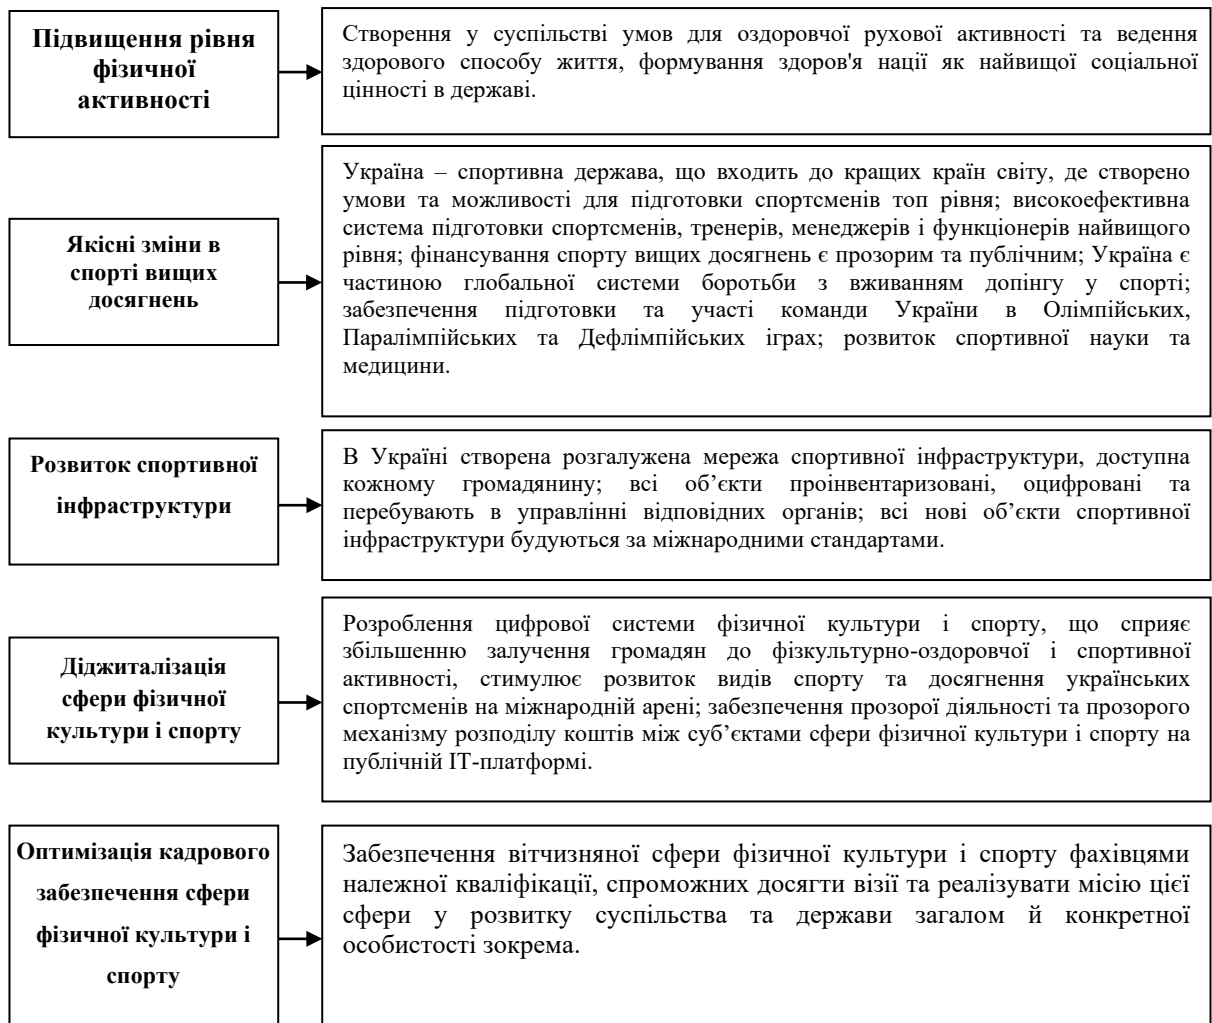 Підвищення рівня
фізичної
активності
Створення у суспільстві умов для оздоровчої рухової активності та ведення
здорового способу життя, формування здоров'я нації як найвищої соціальної
цінності в державі.
Якісні зміни в
спорті вищих
досягнень
Україна – спортивна держава, що входить до кращих країн світу, де створено
умови та можливості для підготовки спортсменів топ рівня; високоефективна
система підготовки спортсменів, тренерів, менеджерів і функціонерів найвищого
рівня; фінансування спорту вищих досягнень є прозорим та публічним; Україна є
частиною глобальної системи боротьби з вживанням допінгу у спорті;
забезпечення підготовки та участі команди України в Олімпійських,
Паралімпійських та Дефлімпійських іграх; розвиток спортивної науки та
медицини.
Розвиток спортивної
інфраструктури
В Україні створена розгалужена мережа спортивної інфраструктури, доступна
кожному громадянину; всі об’єкти проінвентаризовані, оцифровані та
перебувають в управлінні відповідних органів; всі нові об’єкти спортивної
інфраструктури будуються за міжнародними стандартами.
Діджиталізація
сфери фізичної
культури і спорту
Розроблення цифрової системи фізичної культури і спорту, що сприяє
збільшенню залучення громадян до фізкультурно-оздоровчої і спортивної
активності, стимулює розвиток видів спорту та досягнення українських
спортсменів на міжнародній арені; забезпечення прозорої діяльності та прозорого
механізму розподілу коштів між суб’єктами сфери фізичної культури і спорту на
публічній ІТ-платформі.
Оптимізація кадрового
забезпечення сфери
фізичної культури і
спорту
Забезпечення вітчизняної сфери фізичної культури і спорту фахівцями
належної кваліфікації, спроможних досягти візії та реалізувати місію цієї
сфери у розвитку суспільства та держави загалом й конкретної
особистості зокрема.